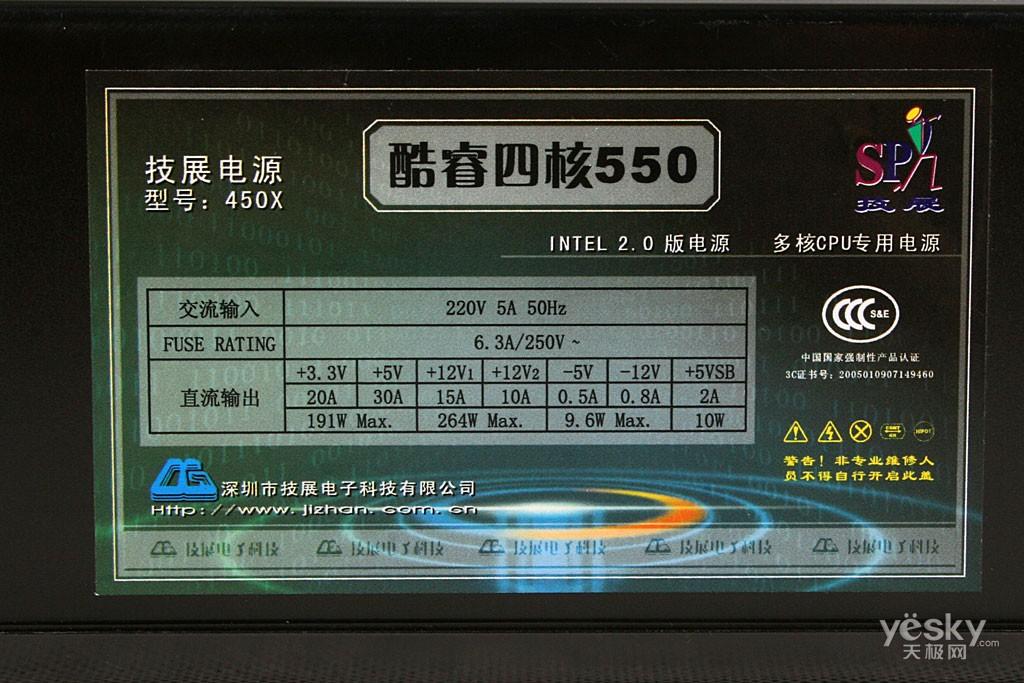 技展电源
型号：450X
酷睿四核550
SPI
技展
INTEL 2.0 版电源
多核CPU专用电源
交流输入 220V 5A 50Hz
FUSE RATING 6.3A/250V ~
直流输出 +3.3V +5V +12V1 +12V2 -5V -12V +5VSB
20A 30A 15A 10A 0.5A 0.8A 2A
191W Max. 264W Max. 9.6W Max. 10W
CCC S&E
中国国家强制性产品认证
3C证书号：2005010907149460
HIPOT
警告！非专业维修人
员不得自行开启此盖
深圳市技展电子科技有限公司
Http://www.jizhan.com.cn
技展电子科技 技展电子科技 技展电子科技 技展电子科技 技展电子科技
yesky.com
天极网